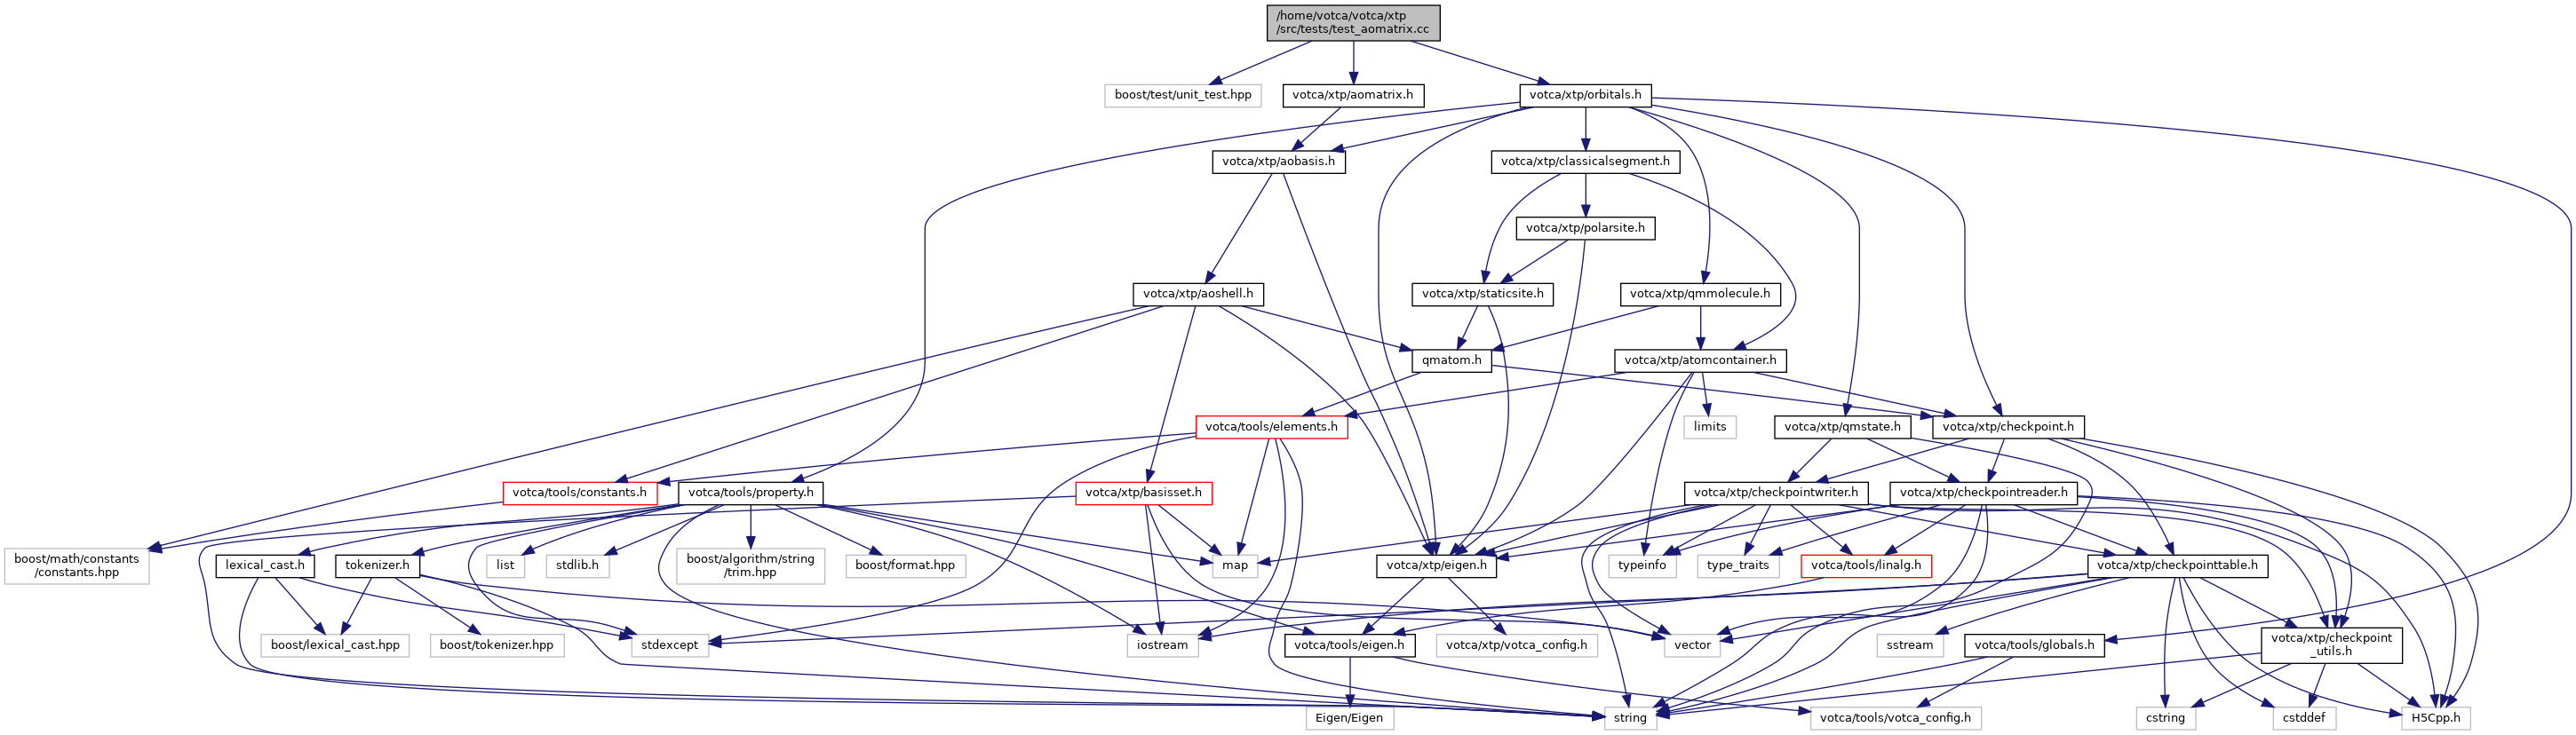 /home/votca/votca/xtp
/src/tests/test_aomatrix.cc
boost/test/unit_test.hpp
votca/xtp/aomatrix.h
votca/xtp/orbitals.h
votca/xtp/aobasis.h
votca/xtp/classicalsegment.h
votca/xtp/polarsite.h
votca/xtp/aoshell.h
votca/xtp/staticsite.h
votca/xtp/qmmolecule.h
qmatom.h
votca/xtp/atomcontainer.h
votca/tools/elements.h
limits
votca/xtp/qmstate.h
votca/xtp/checkpoint.h
votca/tools/constants.h
votca/tools/property.h
votca/xtp/basisset.h
votca/xtp/checkpointwriter.h
votca/xtp/checkpointreader.h
boost/math/constants
/constants.hpp
lexical_cast.h
tokenizer.h
list
stdlib.h
boost/algorithm/string
/trim.hpp
boost/format.hpp
map
votca/xtp/eigen.h
typeinfo
type_traits
votca/tools/linalg.h
votca/xtp/checkpointtable.h
boost/lexical_cast.hpp
boost/tokenizer.hpp
stdexcept
iostream
votca/tools/eigen.h
votca/xtp/votca_config.h
vector
sstream
votca/tools/globals.h
votca/xtp/checkpoint
_utils.h
Eigen/Eigen
string
votca/tools/votca_config.h
cstring
cstddef
H5Cpp.h